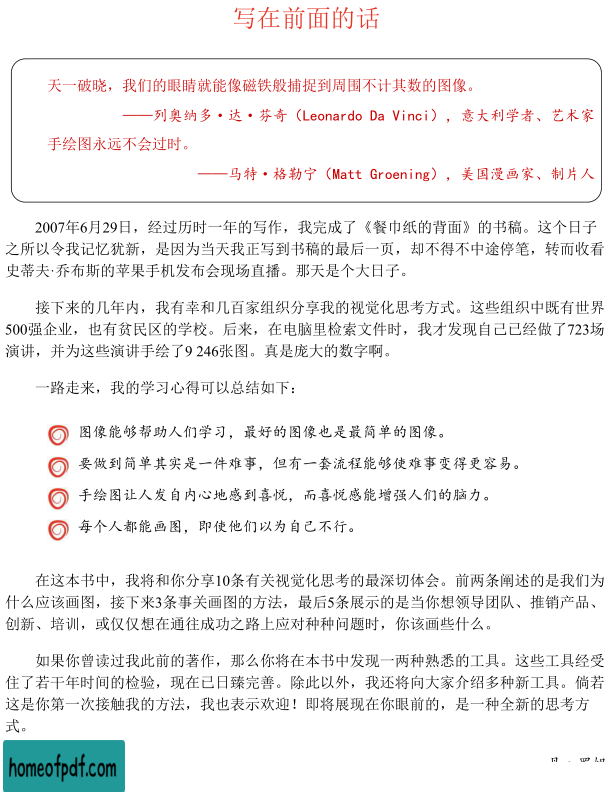 写在前面的话
天一破晓，我们的眼睛就能像磁铁般捕捉到周围不计其数的图像。
——列奥纳多·达·芬奇（Leonardo Da Vinci），意大利学者、艺术家
手绘图永远不会过时。
——马特·格勒宁（Matt Groening），美国漫画家、制片人
2007年6月29日，经过历时一年的写作，我完成了《餐巾纸的背面》的书稿。这个日子
之所以令我记忆犹新，是因为当天我正写到书稿的最后一页，却不得不中途停笔，转而收看
史蒂夫·乔布斯的苹果手机发布会现场直播。那天是个大日子。
接下来的几年内，我有幸和几百家组织分享我的视觉化思考方式。这些组织中既有世界
500强企业，也有贫民区的学校。后来，在电脑里检索文件时，我才发现自己已经做了723场
演讲，并为这些演讲手绘了9 246张图。真是庞大的数字啊。
一路走来，我的学习心得可以总结如下：
图像能够帮助人们学习，最好的图像也是最简单的图像。
要做到简单其实是一件难事，但有一套流程能够使难事变得更容易。
手绘图让人发自内心地感到喜悦，而喜悦感能增强人们的脑力。
每个人都能画图，即使他们以为自己不行。
在这本书中，我将和你分享10条有关视觉化思考的最深切体会。前两条阐述的是我们为
什么应该画图，接下来3条事关画图的方法，最后5条展示的是当你想领导团队、推销产品、
创新、培训，或仅仅想在通往成功之路上应对种种问题时，你该画些什么。
如果你曾读过我此前的著作，那么你将在本书中发现一两种熟悉的工具。这些工具经受
住了若干年时间的检验，现在已日臻完善。除此以外，我还将向大家介绍多种新工具。倘若
这是你第一次接触我的方法，我也表示欢迎！即将展现在你眼前的，是一种全新的思考方
式。
homeofpdf.com